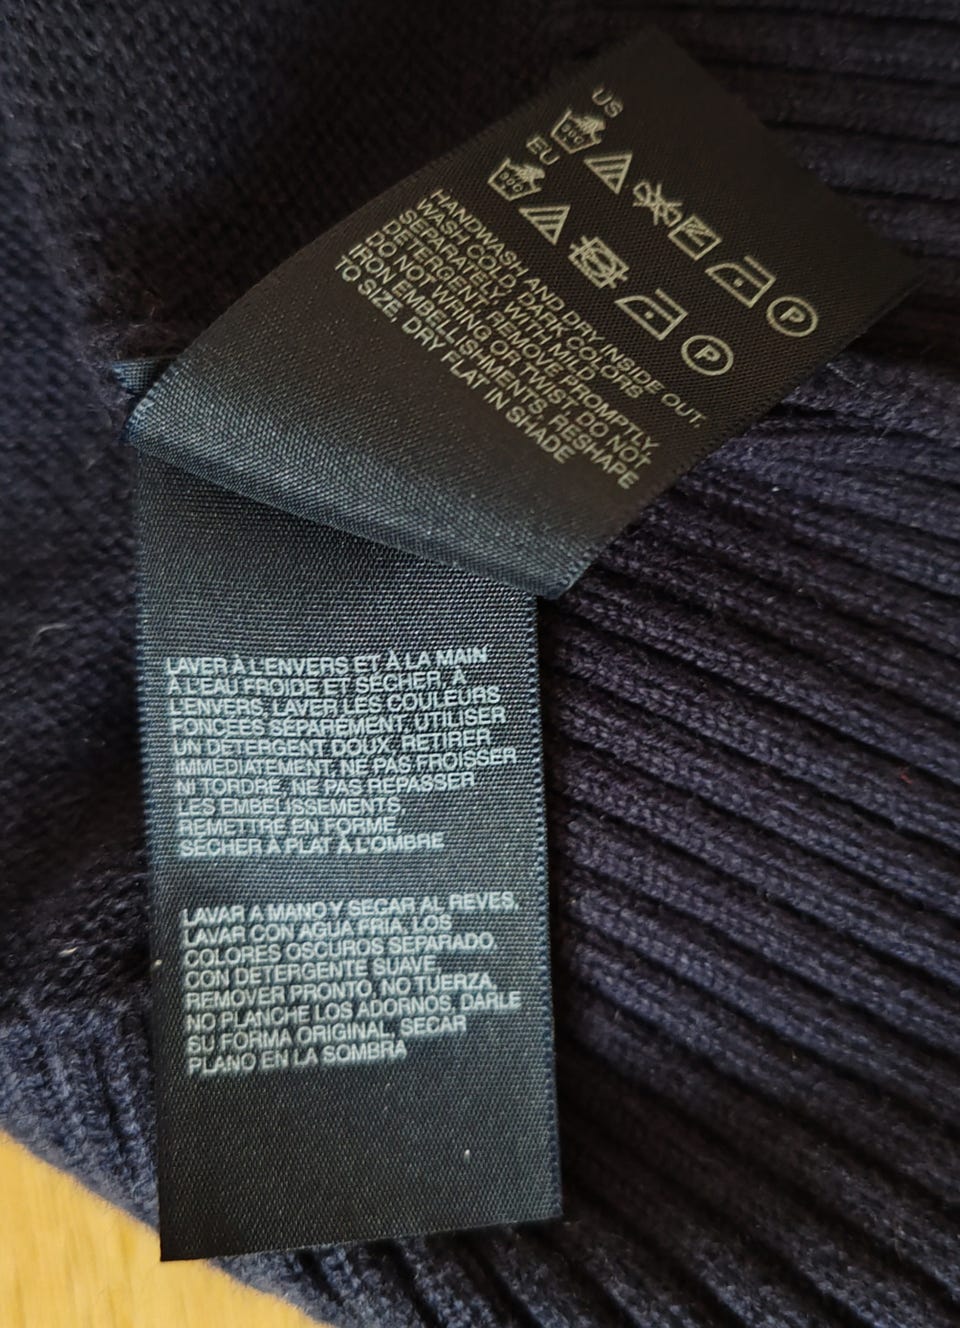 US
EU
HANDWASH AND DRY INSIDE OUT.
WASH COLD, DARK COLORS
SEPARATELY, WITH MILD
DETERGENT, REMOVE PROMPTLY,
DO NOT WRING OR TWIST, DO NOT
IRON EMBELLISHMENTS, RESHAPE
TO SIZE, DRY FLAT IN SHADE
P
P
LAVER À L'ENVERS ET À LA MAIN
À L'EAU FROIDE ET SÉCHER, À
L'ENVERS, LAVER LES COULEURS
FONCÉES SÉPARÉMENT, UTILISER
UN DÉTERGENT DOUX, RETIRER
IMMÉDIATEMENT, NE PAS FROISSER
NI TORDRE, NE PAS REPASSER
LES EMBELISSEMENTS,
REMETTRE EN FORME,
SÉCHER À PLAT À L'OMBRE
LAVAR A MANO Y SECAR AL REVES,
LAVAR CON AGUA FRIA, LOS
COLORES OSCUROS SEPARADO,
CON DETERGENTE SUAVE,
REMOVER PRONTO, NO TUERZA,
NO PLANCHE LOS ADORNOS, DARLE
SU FORMA ORIGINAL, SECAR
PLANO EN LA SOMBRA